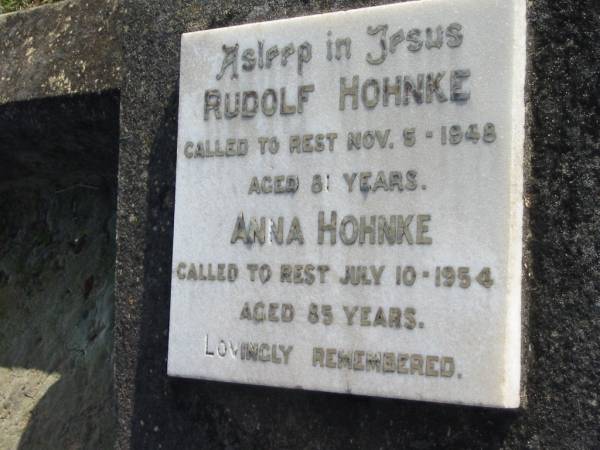 Asleep in Jesus
RUDOLF HOHNKE
CALLED TO REST NOV. 5 - 1948
AGED 81 YEARS.
ANNA HOHNKE
CALLED TO REST JULY 10 - 1954
AGED 85 YEARS.
LOVINGLY REMEMBERED.